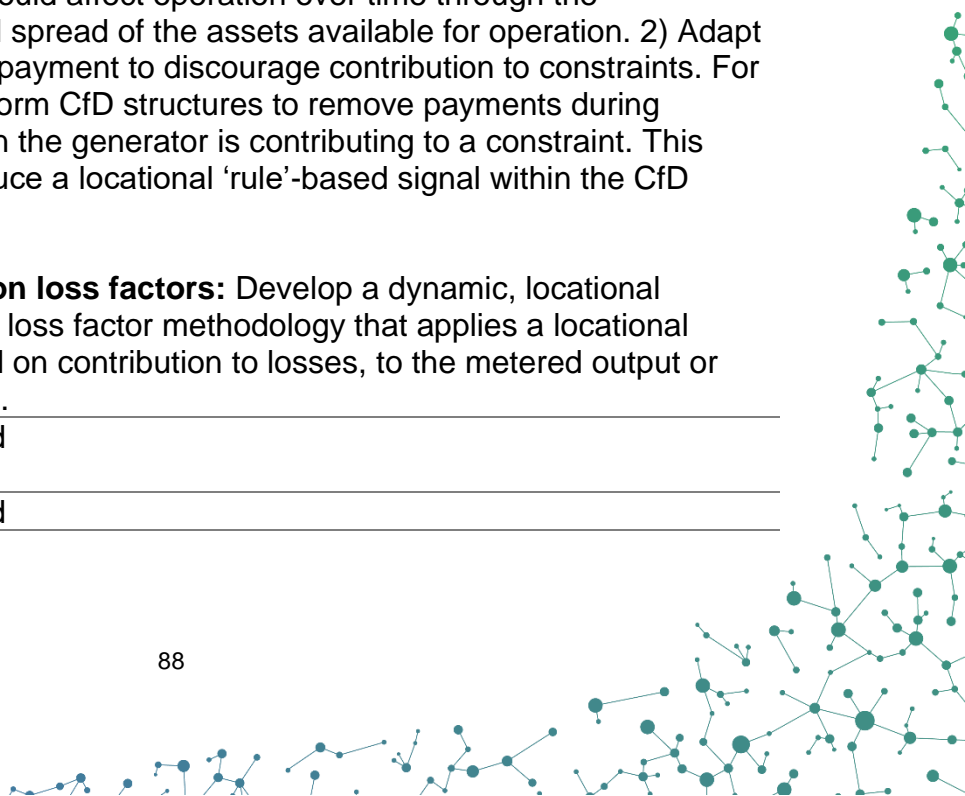 ould affect operation over time through the
spread of the assets available for operation. 2) Adapt
payment to discourage contribution to constraints. For
orm CfD structures to remove payments during
the generator is contributing to a constraint. This
uce a locational ‘rule’-based signal within the CfD
on loss factors: Develop a dynamic, locational
loss factor methodology that applies a locational
on contribution to losses, to the metered output or
.
d
d
88